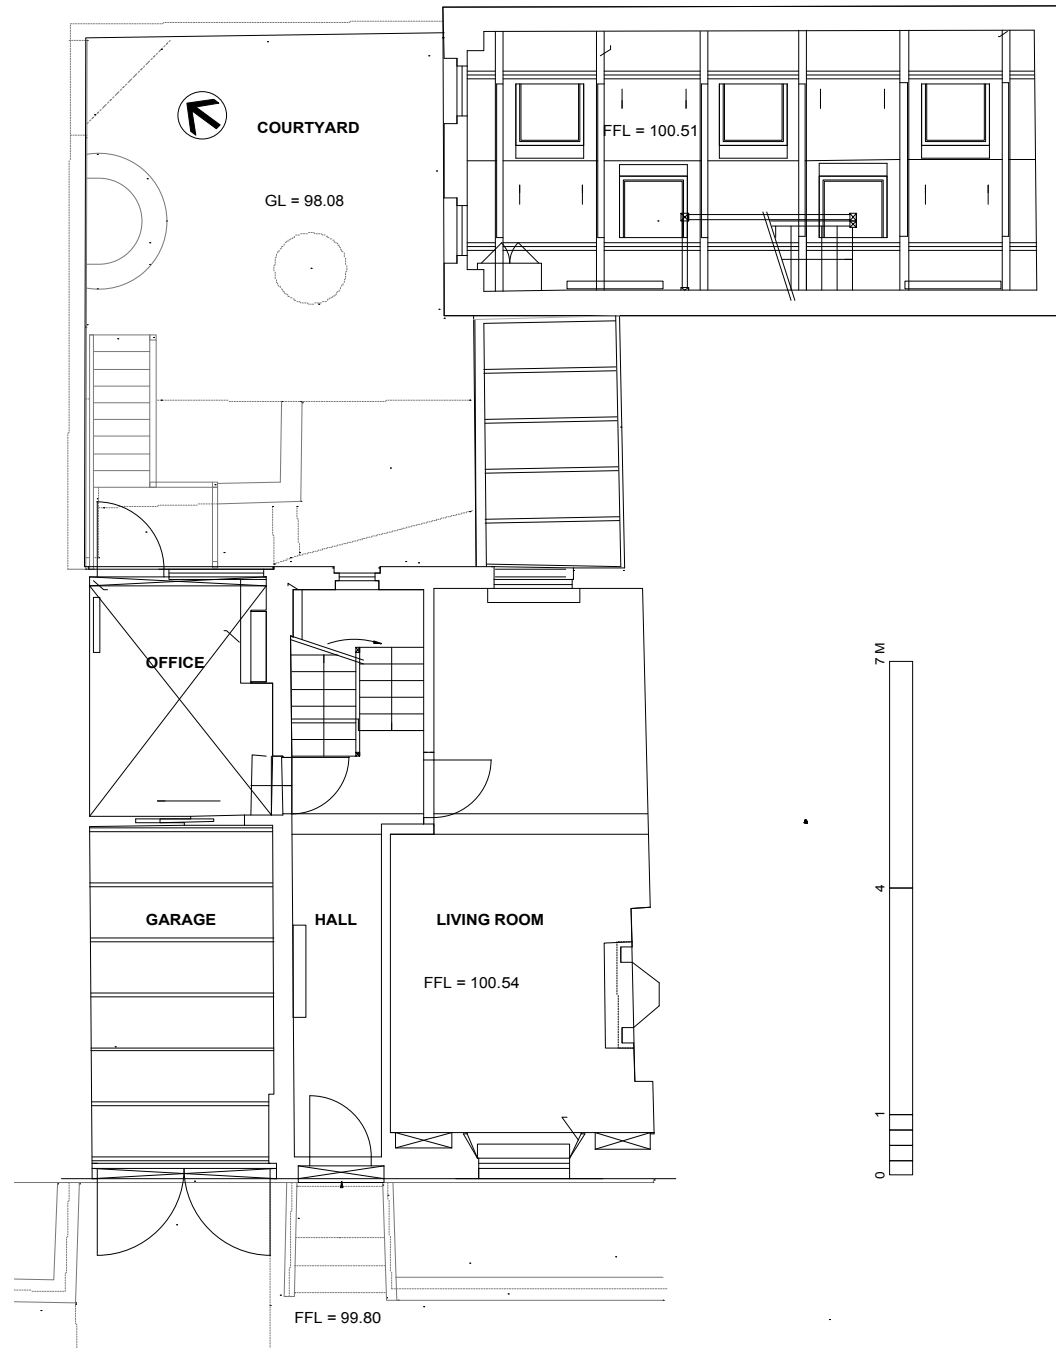 COURTYARD
FFL = 100.51
GL = 98.08
OFFICE
7 M
4
GARAGE
HALL
LIVING ROOM
FFL = 100.54
1
0
FFL = 99.80